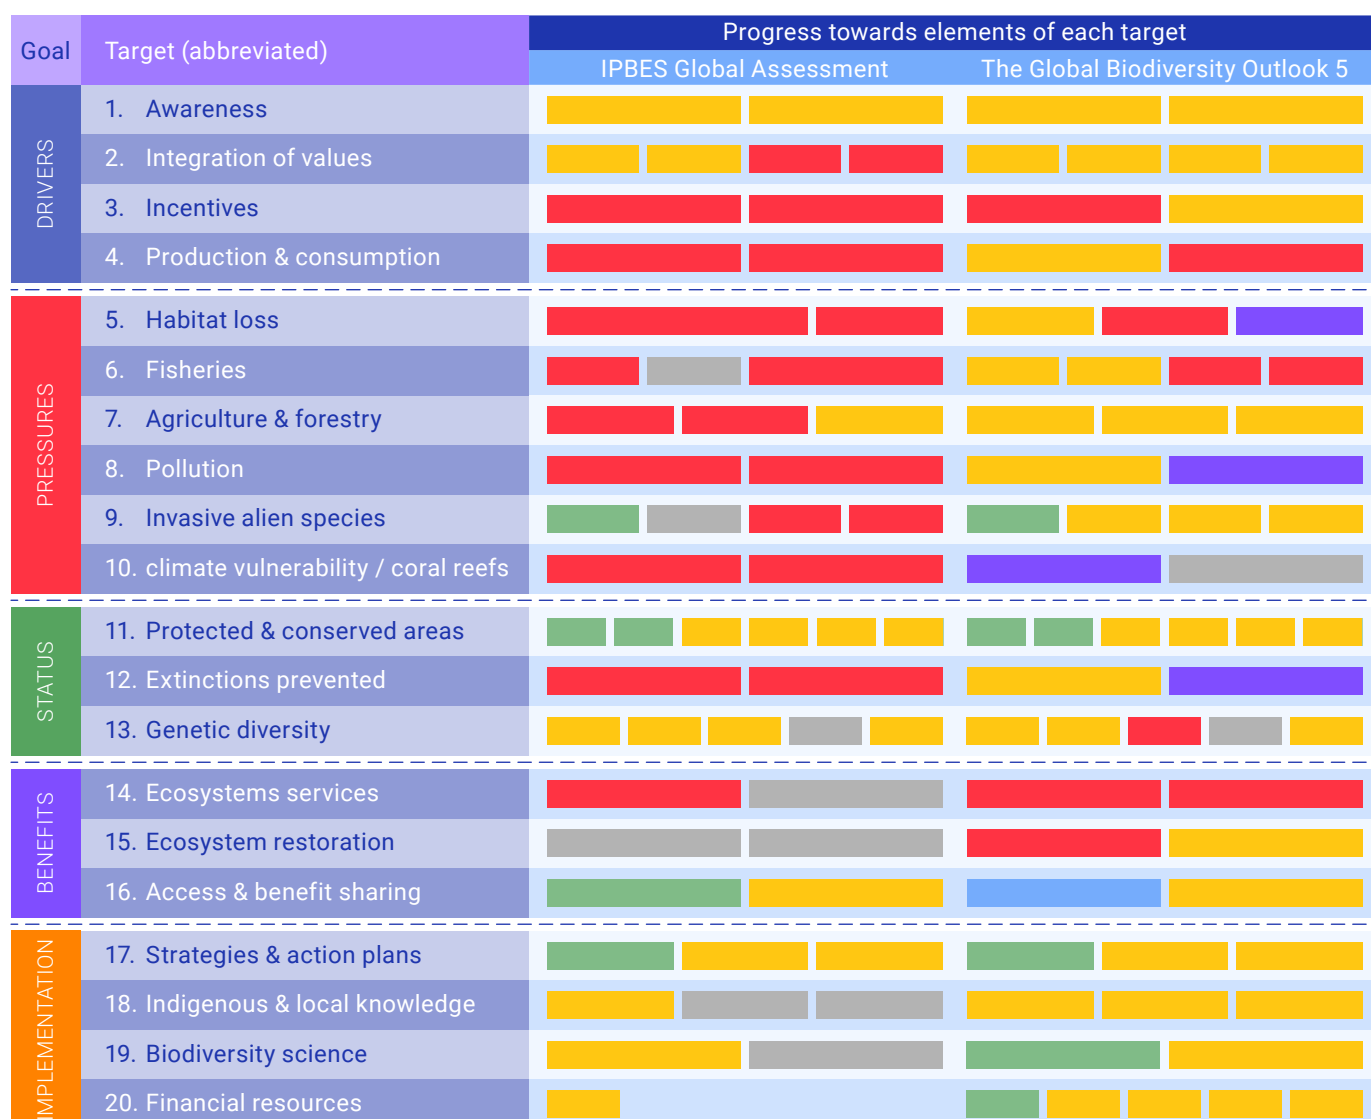 Goal
Target (abbreviated)
Progress towards elements of each target
IPBES Global Assessment
The Global Biodiversity Outlook 5
DRIVERS
1. Awareness
2. Integration of values
3. Incentives
4. Production & consumption
PRESSURES
5. Habitat loss
6. Fisheries
7. Agriculture & forestry
8. Pollution
9. Invasive alien species
10. climate vulnerability / coral reefs
STATUS
11. Protected & conserved areas
12. Extinctions prevented
13. Genetic diversity
BENEFITS
14. Ecosystems services
15. Ecosystem restoration
16. Access & benefit sharing
IMPLEMENTATION
17. Strategies & action plans
18. Indigenous & local knowledge
19. Biodiversity science
20. Financial resources